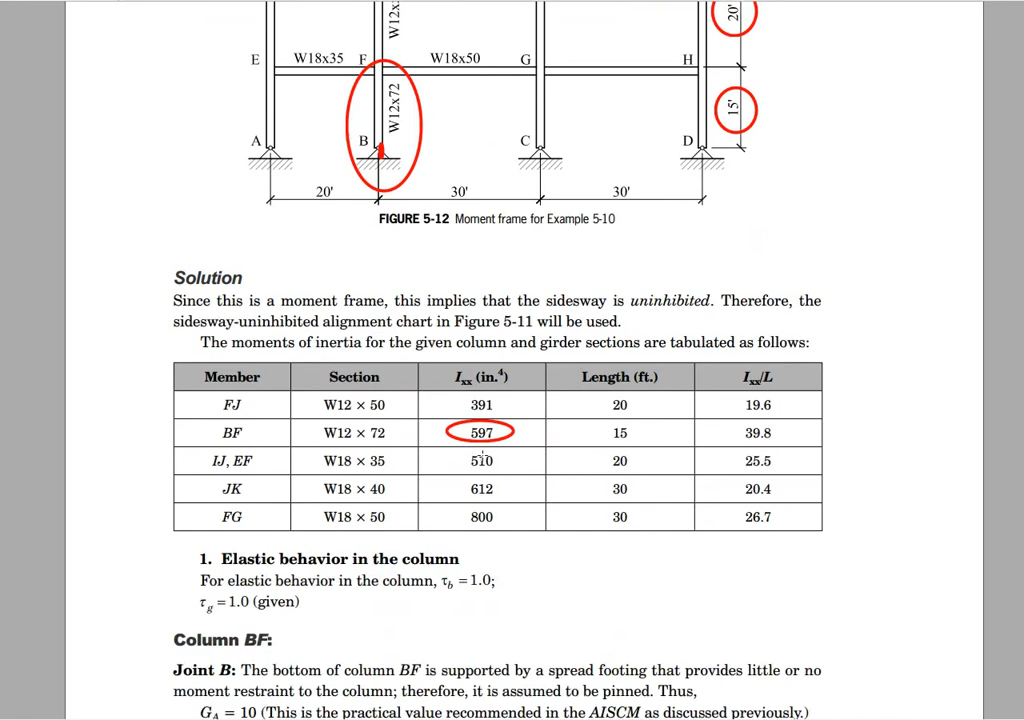 W12x
20'
E W18x35 F W18x50 G H
W12x72
15'
A B C D
20' 30' 30'
FIGURE 5-12 Moment frame for Example 5-10
Solution
Since this is a moment frame, this implies that the sidesway is uninhibited. Therefore, the
sidesway-uninhibited alignment chart in Figure 5-11 will be used.
The moments of inertia for the given column and girder sections are tabulated as follows:
Member Section Ixx (in.⁴) Length (ft.) Ixx/L
FJ W12 × 50 391 20 19.6
BF W12 × 72 597 15 39.8
IJ, EF W18 × 35 510 20 25.5
JK W18 × 40 612 30 20.4
FG W18 × 50 800 30 26.7
1. Elastic behavior in the column
For elastic behavior in the column, τb = 1.0;
τg = 1.0 (given)
Column BF:
Joint B: The bottom of column BF is supported by a spread footing that provides little or no
moment restraint to the column; therefore, it is assumed to be pinned. Thus,
GA = 10 (This is the practical value recommended in the AISCM as discussed previously.)